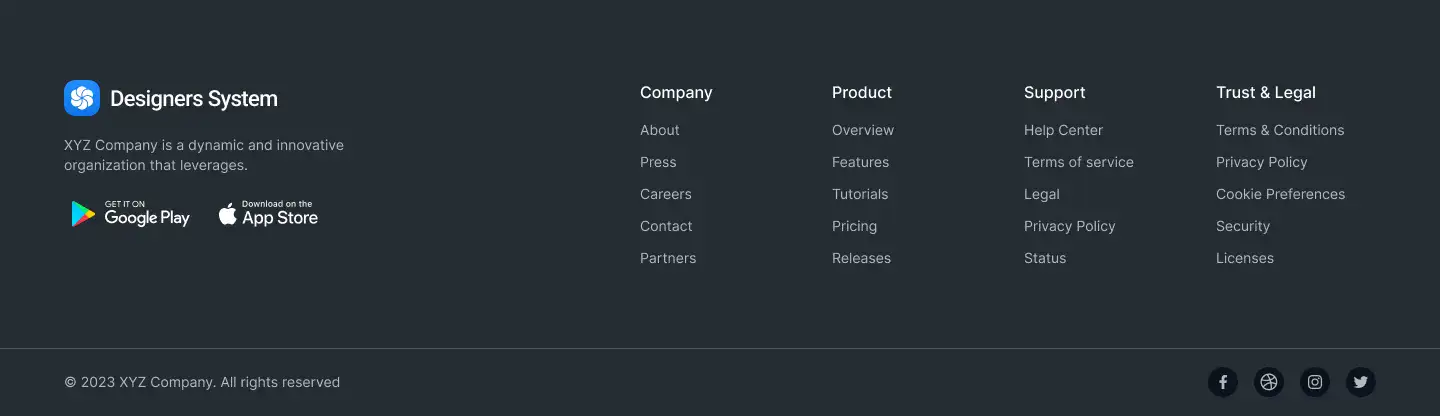 Designers System
XYZ Company is a dynamic and innovative
organization that leverages.
GET IT ON
Google Play
Download on the
App Store
Company
About
Press
Careers
Contact
Partners
Product
Overview
Features
Tutorials
Pricing
Releases
Support
Help Center
Terms of service
Legal
Privacy Policy
Status
Trust & Legal
Terms & Conditions
Privacy Policy
Cookie Preferences
Security
Licenses
© 2023 XYZ Company. All rights reserved